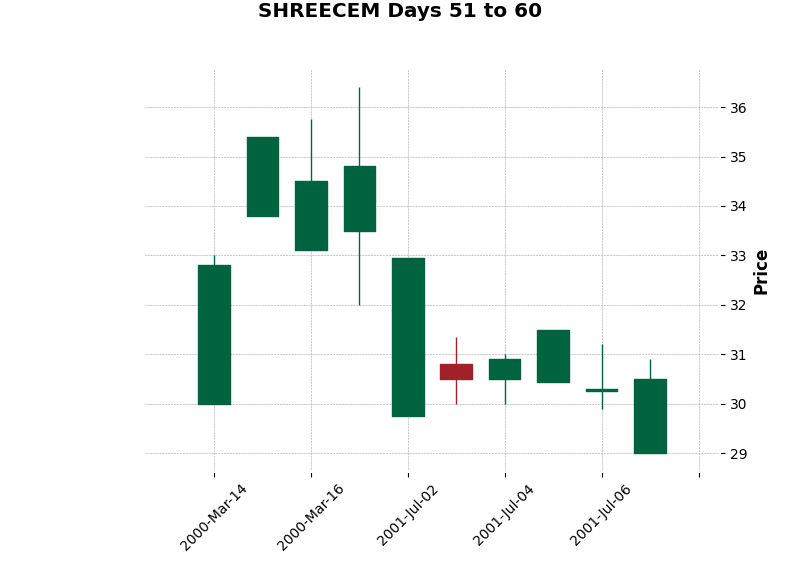 SHREECEM Days 51 to 60
36
35
34
33
32
31
30
29
Price
2000-Mar-14
2000-Mar-16
2001-Jul-02
2001-Jul-04
2001-Jul-06